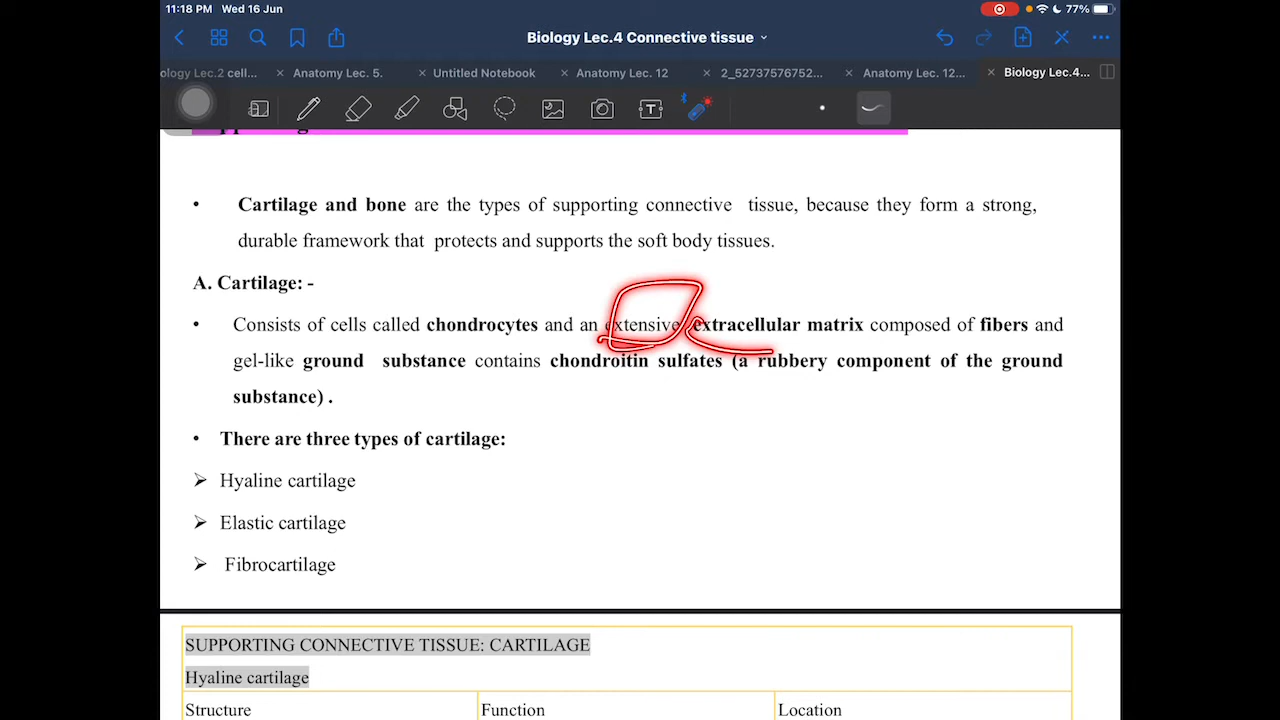 11:18 PM Wed 16 Jun 77%
Biology Lec.4 Connective tissue
ology Lec.2 cell... Anatomy Lec. 5. Untitled Notebook Anatomy Lec. 12 2_52737576752... Anatomy Lec. 12... Biology Lec.4...
• Cartilage and bone are the types of supporting connective tissue, because they form a strong,
durable framework that protects and supports the soft body tissues.
A. Cartilage: -
• Consists of cells called chondrocytes and an extensive extracellular matrix composed of fibers and
gel-like ground substance contains chondroitin sulfates (a rubbery component of the ground
substance) .
• There are three types of cartilage:
➢ Hyaline cartilage
➢ Elastic cartilage
➢ Fibrocartilage
SUPPORTING CONNECTIVE TISSUE: CARTILAGE
Hyaline cartilage
Structure Function Location